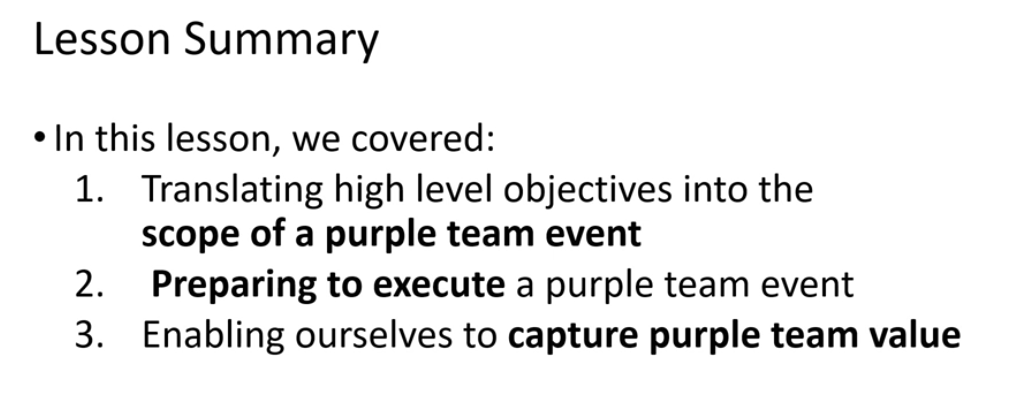 Lesson Summary
• In this lesson, we covered:
1. Translating high level objectives into the
scope of a purple team event
2. Preparing to execute a purple team event
3. Enabling ourselves to capture purple team value